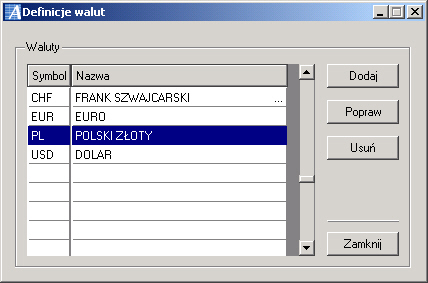 Definicje walut
Waluty
Symbol Nazwa
CHF FRANK SZWAJCARSKI ...
EUR EURO
PL POLSKI ZŁOTY
USD DOLAR
Dodaj
Popraw
Usuń
Zamknij